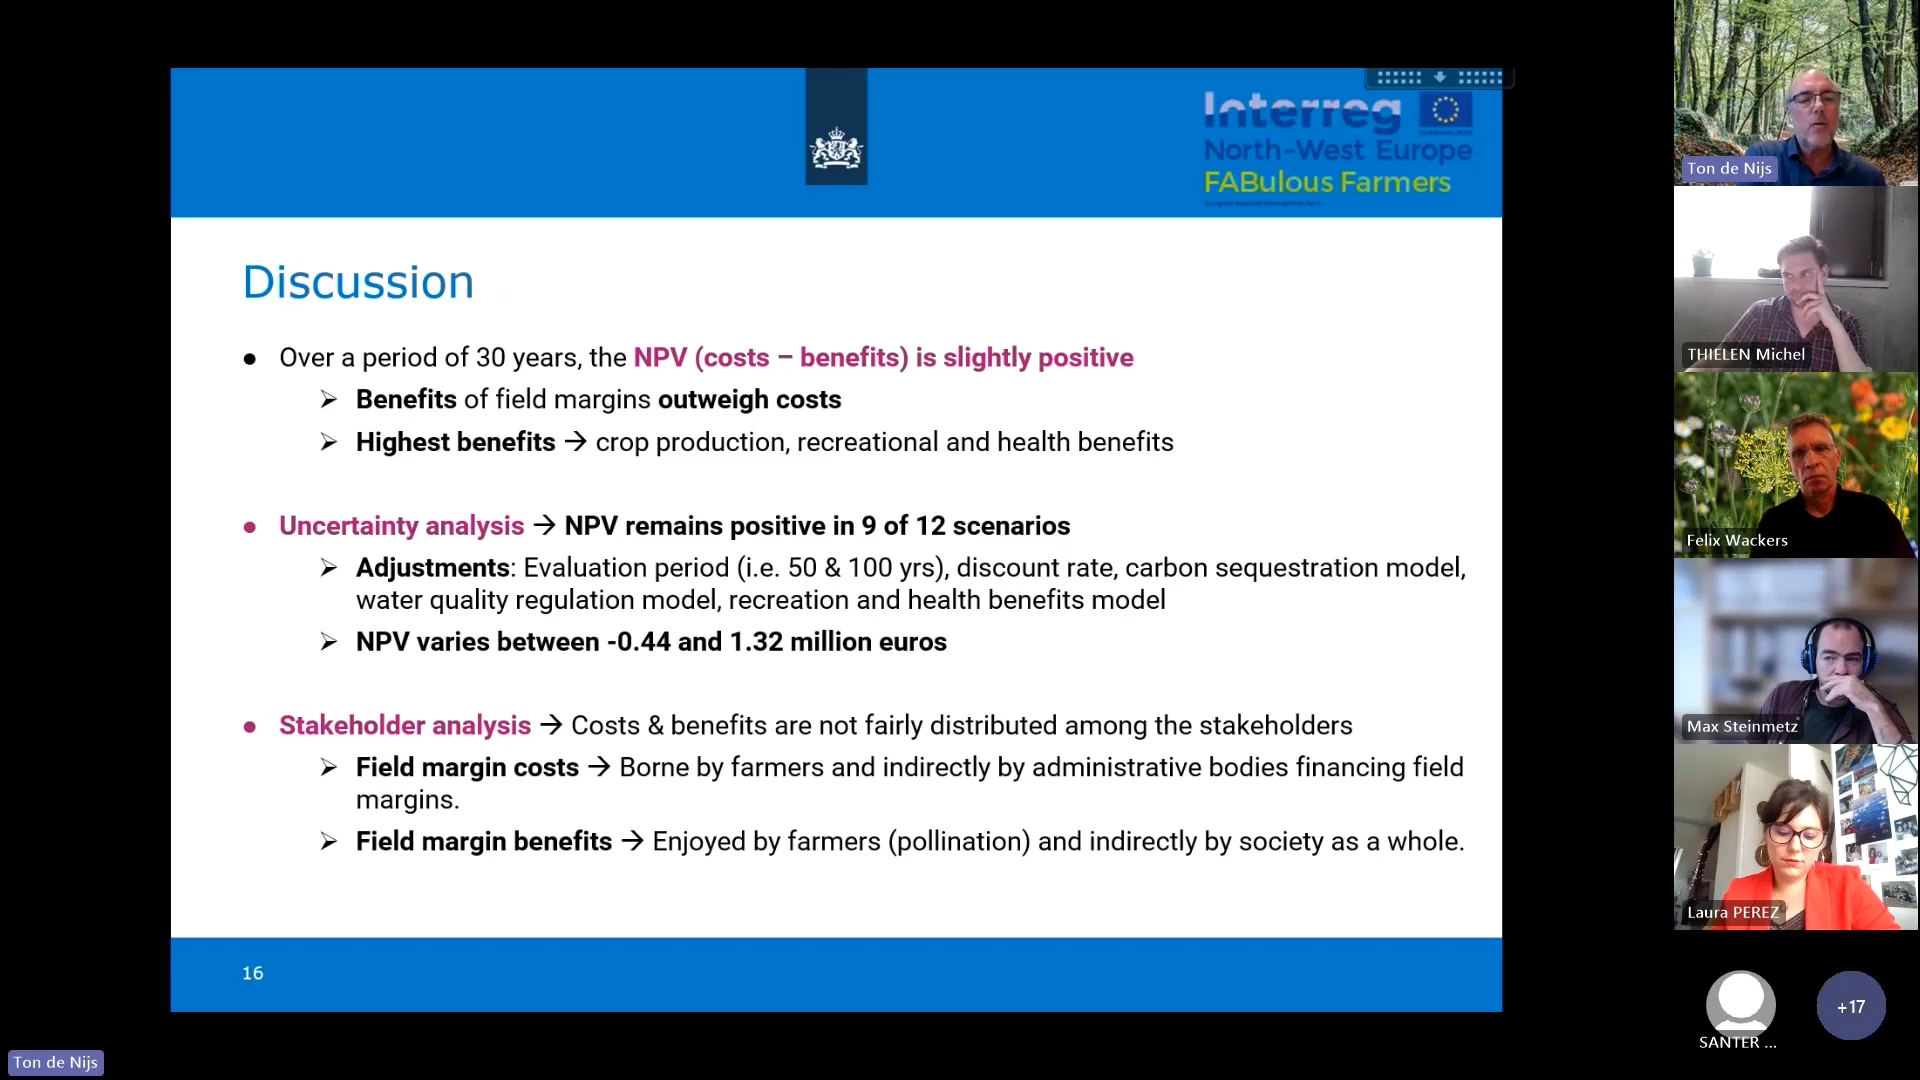 Interreg
North-West Europe
FABulous Farmers
Discussion
● Over a period of 30 years, the NPV (costs – benefits) is slightly positive
➢ Benefits of field margins outweigh costs
➢ Highest benefits → crop production, recreational and health benefits
● Uncertainty analysis → NPV remains positive in 9 of 12 scenarios
➢ Adjustments: Evaluation period (i.e. 50 & 100 yrs), discount rate, carbon sequestration model,
water quality regulation model, recreation and health benefits model
➢ NPV varies between -0.44 and 1.32 million euros
● Stakeholder analysis → Costs & benefits are not fairly distributed among the stakeholders
➢ Field margin costs → Borne by farmers and indirectly by administrative bodies financing field
margins.
➢ Field margin benefits → Enjoyed by farmers (pollination) and indirectly by society as a whole.
16
Ton de Nijs
THIELEN Michel
Felix Wackers
Max Steinmetz
Laura PEREZ
SANTER ...
+17
Ton de Nijs